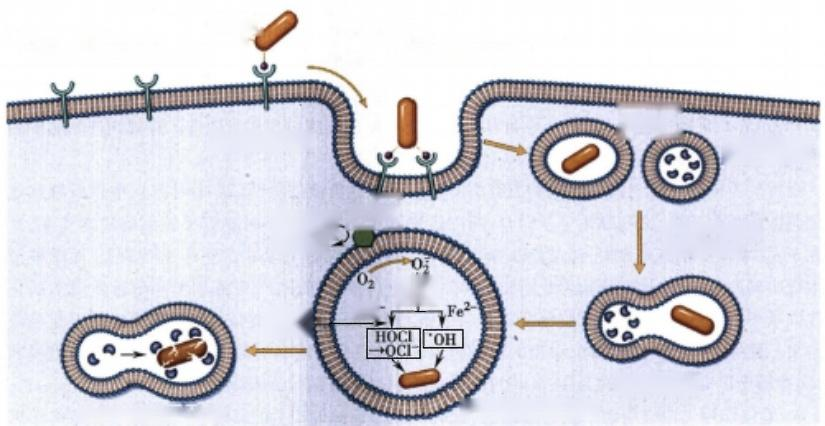 O₂
O₂⁻
Fe²⁻
HOCl
→OCl⁻
•OH